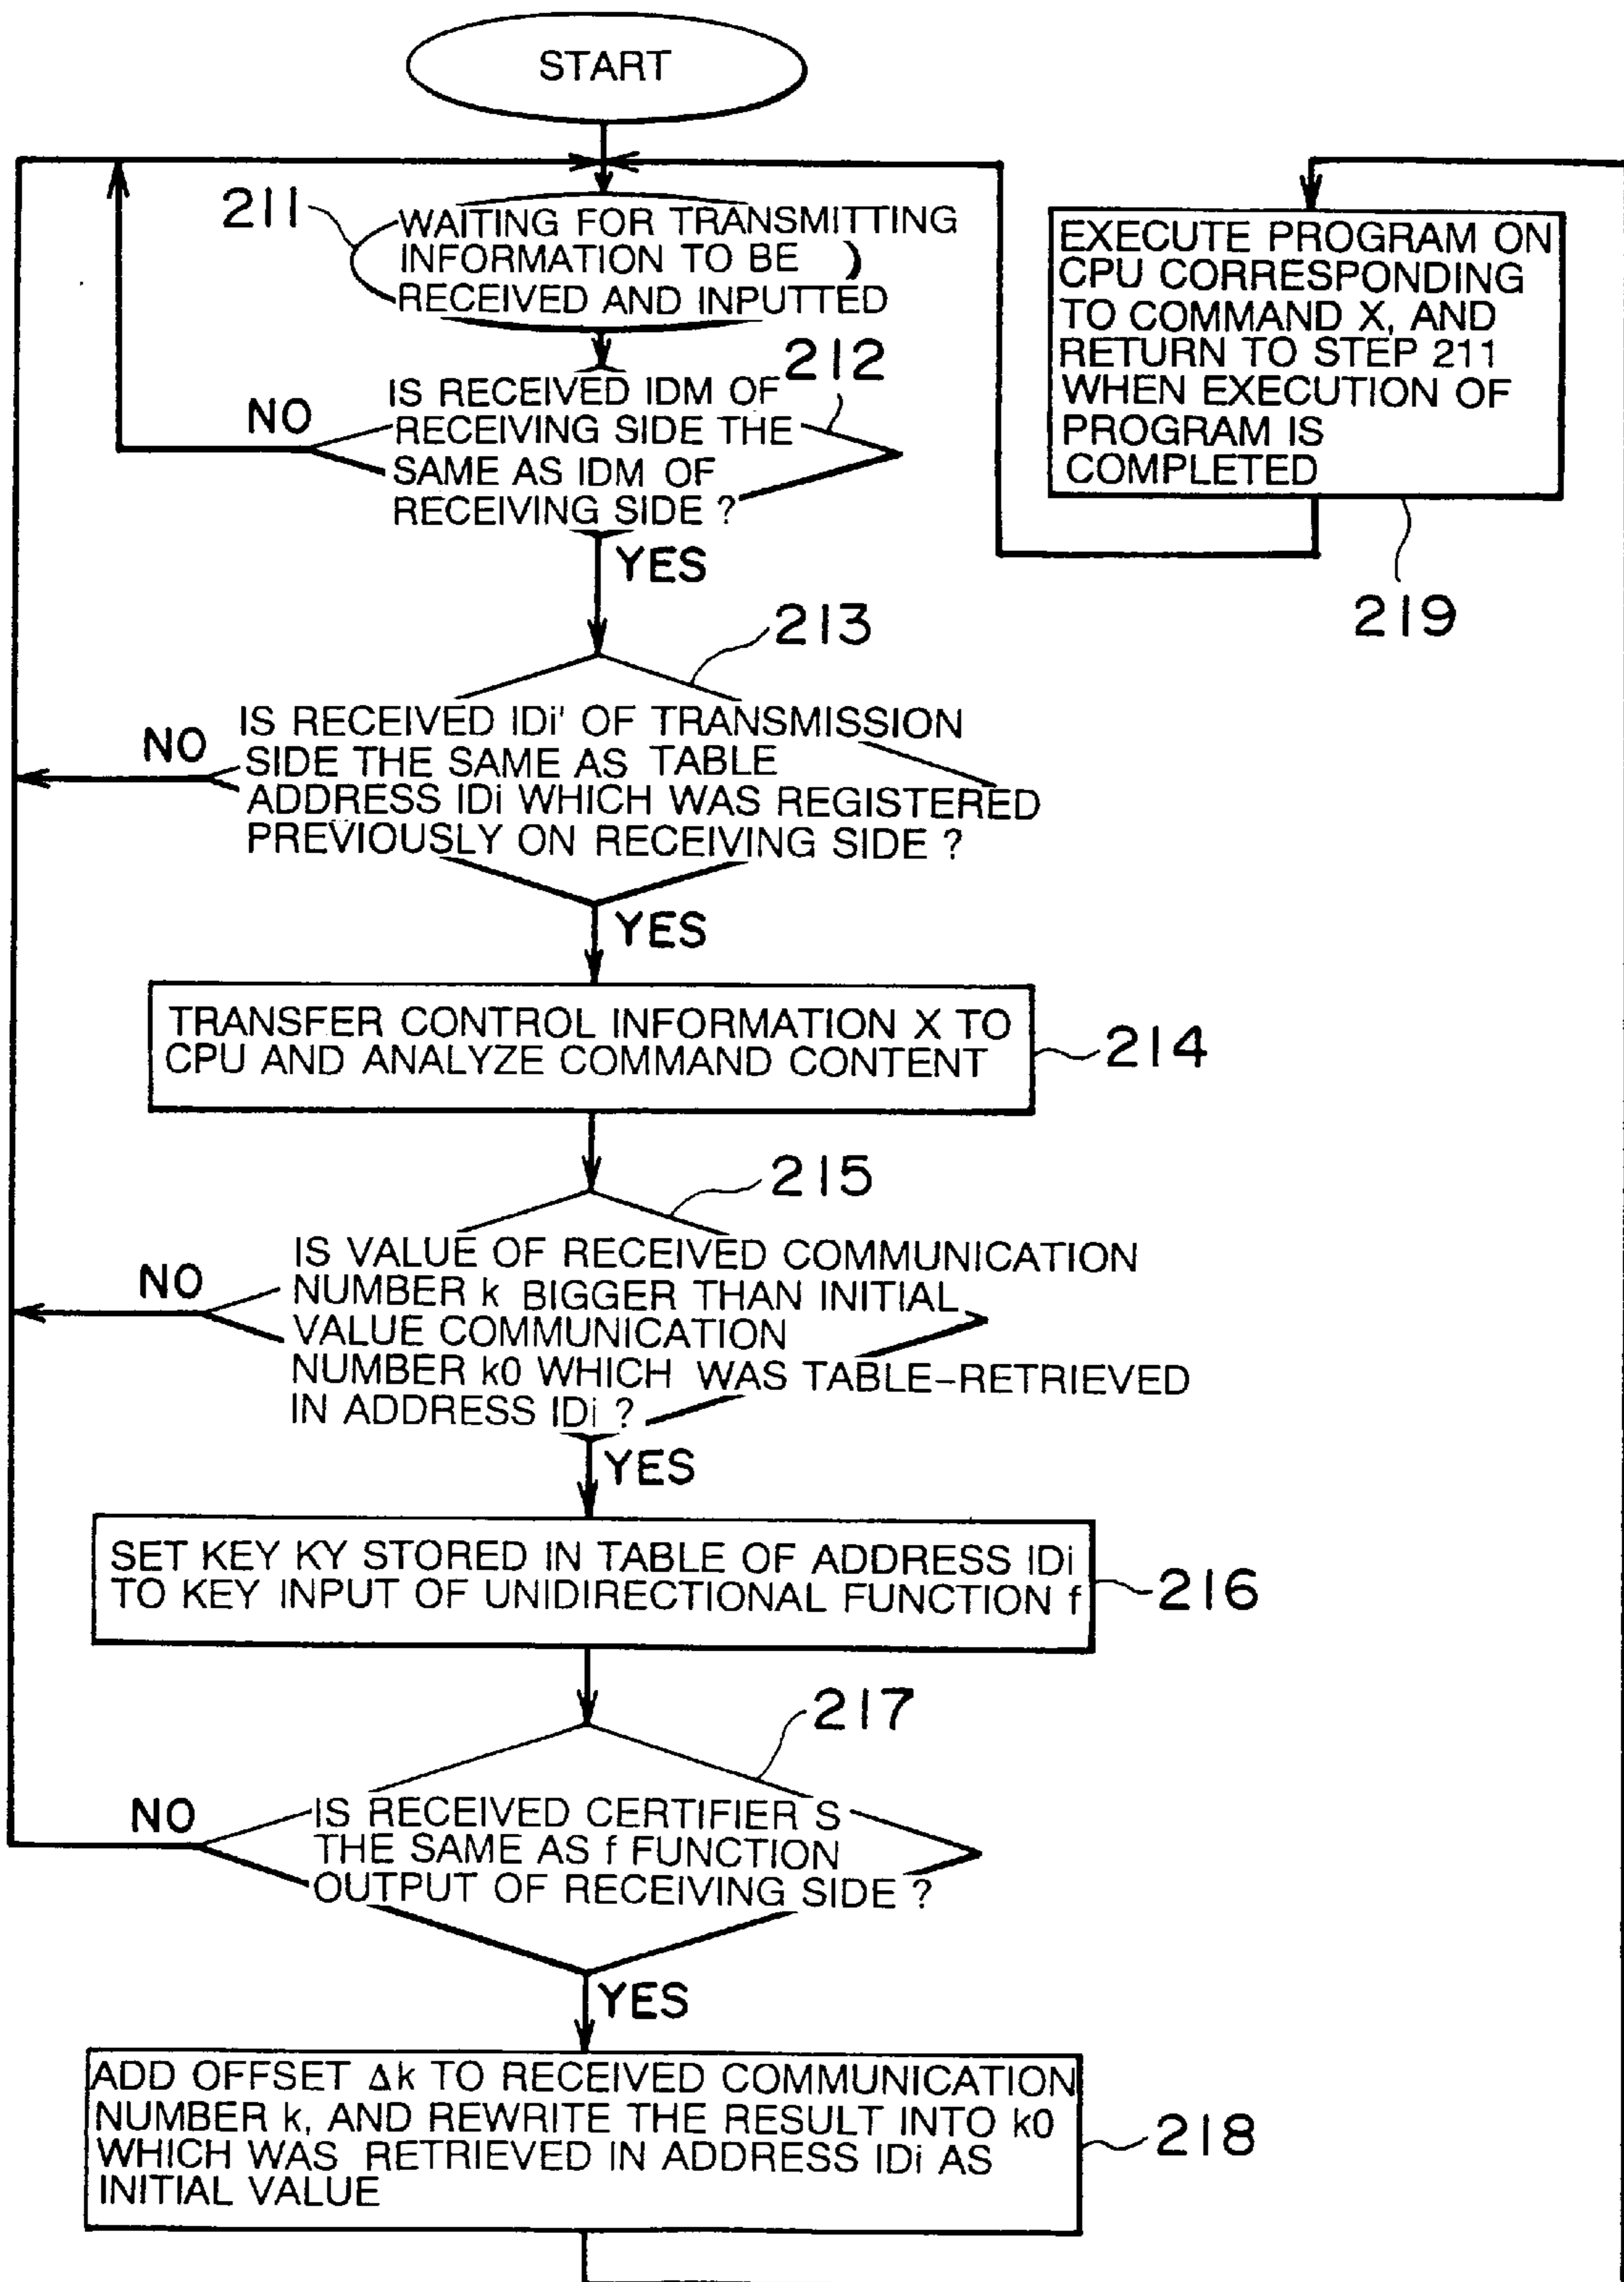 START
211
WAITING FOR TRANSMITTING
INFORMATION TO BE
RECEIVED AND INPUTTED
212
IS RECEIVED IDM OF
RECEIVING SIDE THE
SAME AS IDM OF
RECEIVING SIDE ?
NO
YES
213
IS RECEIVED IDi' OF TRANSMISSION
SIDE THE SAME AS TABLE
ADDRESS IDi WHICH WAS REGISTERED
PREVIOUSLY ON RECEIVING SIDE ?
NO
YES
TRANSFER CONTROL INFORMATION X TO
CPU AND ANALYZE COMMAND CONTENT
214
215
IS VALUE OF RECEIVED COMMUNICATION
NUMBER k BIGGER THAN INITIAL
VALUE COMMUNICATION
NUMBER k0 WHICH WAS TABLE-RETRIEVED
IN ADDRESS IDi ?
NO
YES
SET KEY KY STORED IN TABLE OF ADDRESS IDi
TO KEY INPUT OF UNIDIRECTIONAL FUNCTION f
216
217
IS RECEIVED CERTIFIER S
THE SAME AS f FUNCTION
OUTPUT OF RECEIVING SIDE ?
NO
YES
ADD OFFSET Δk TO RECEIVED COMMUNICATION
NUMBER k, AND REWRITE THE RESULT INTO k0
WHICH WAS RETRIEVED IN ADDRESS IDi AS
INITIAL VALUE
218
EXECUTE PROGRAM ON
CPU CORRESPONDING
TO COMMAND X, AND
RETURN TO STEP 211
WHEN EXECUTION OF
PROGRAM IS
COMPLETED
219